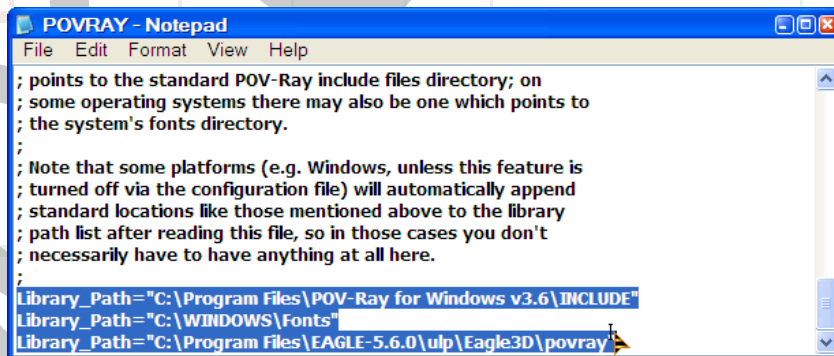 POVRAY - Notepad
File Edit Format View Help
; points to the standard POV-Ray include files directory; on
; some operating systems there may also be one which points to
; the system's fonts directory.
;
; Note that some platforms (e.g. Windows, unless this feature is
; turned off via the configuration file) will automatically append
; standard locations like those mentioned above to the library
; path list after reading this file, so in those cases you don't
; necessarily have to have anything at all here.
;
Library_Path="C:\Program Files\POV-Ray for Windows v3.6\INCLUDE"
Library_Path="C:\WINDOWS\Fonts"
Library_Path="C:\Program Files\EAGLE-5.6.0\ulp\Eagle3D\povray"